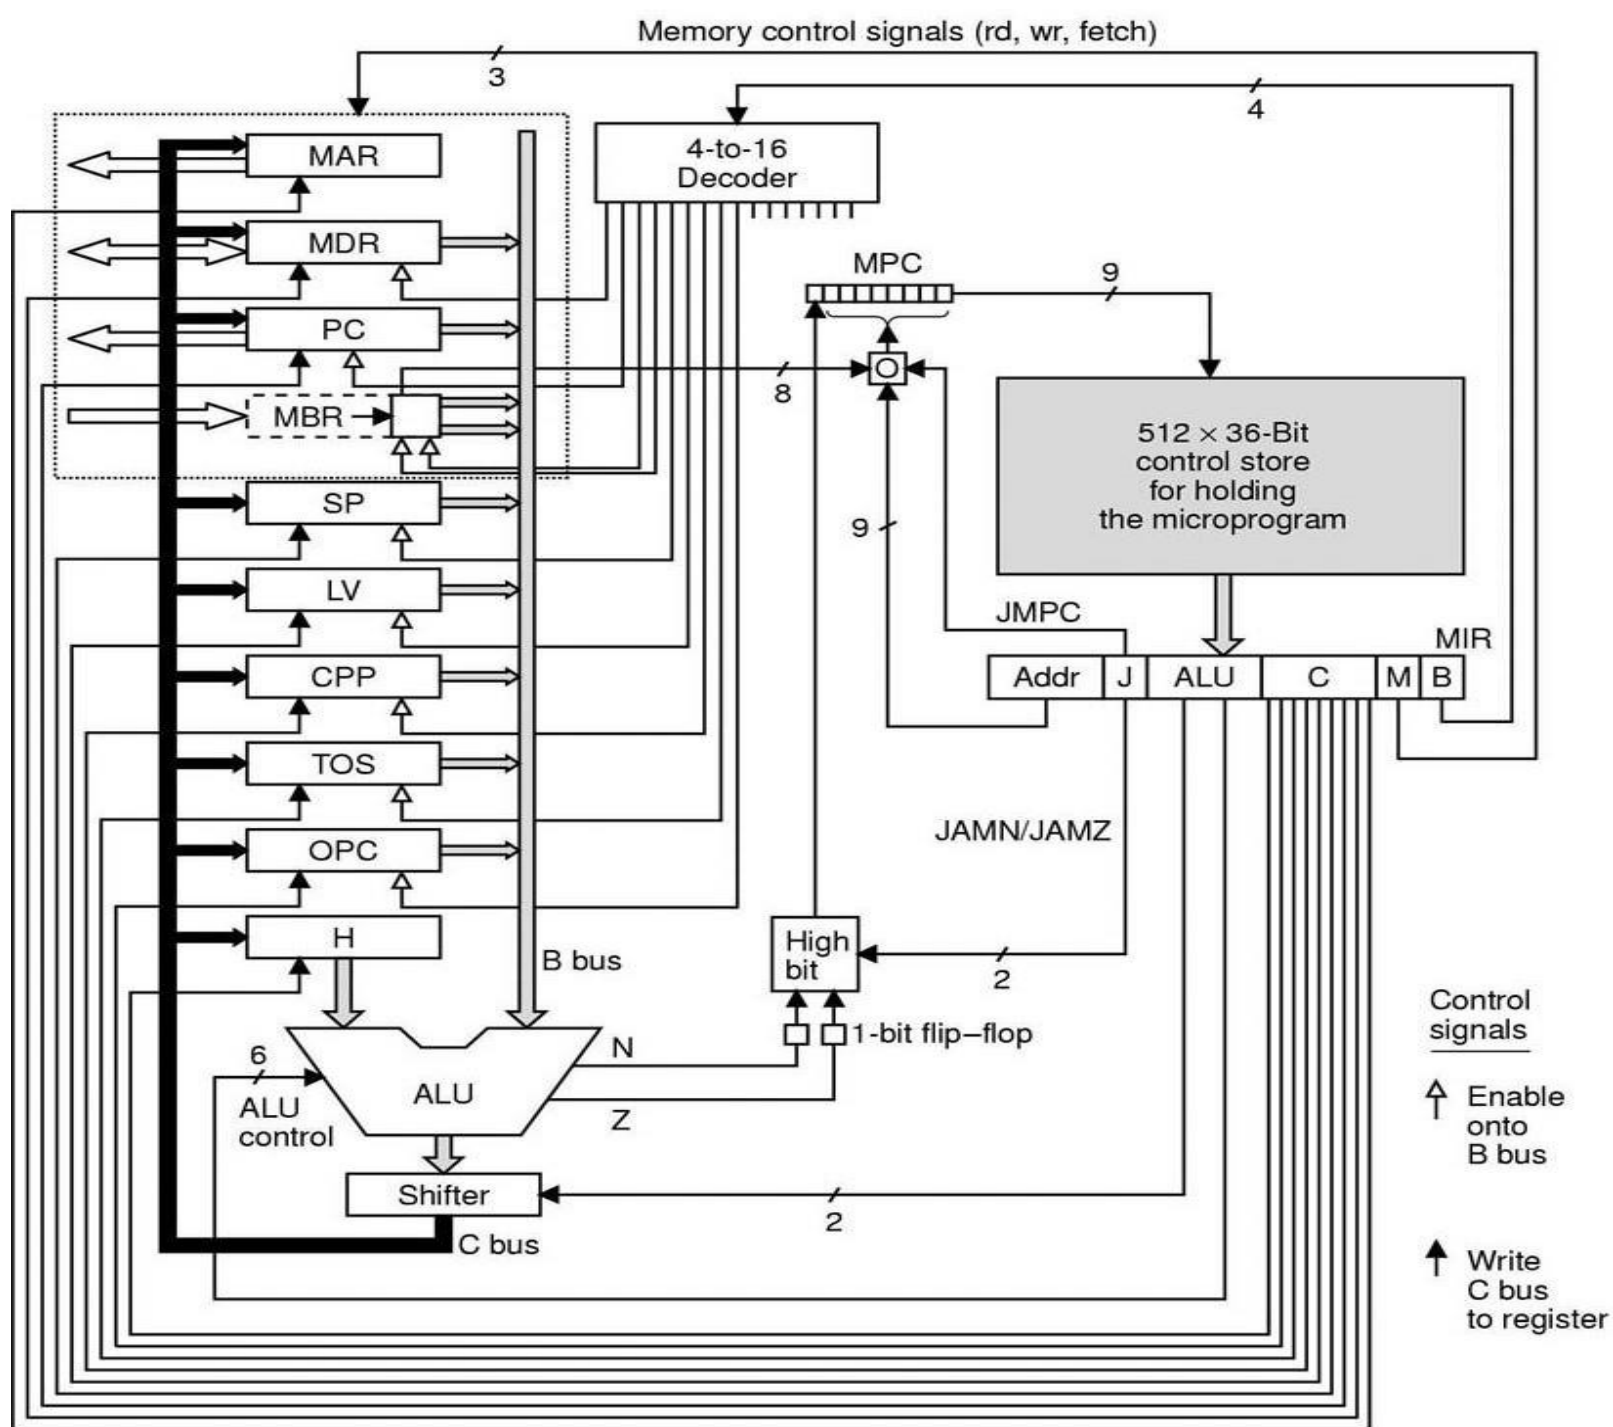 Memory control signals (rd, wr, fetch)
3
4
MAR
4-to-16
Decoder
MDR
MPC
9
PC
8
MBR
O
512 × 36-Bit
control store
for holding
the microprogram
SP
9
LV
JMPC
MIR
CPP
Addr
J
ALU
C
M
B
TOS
JAMN/JAMZ
OPC
H
B bus
High
bit
2
Control
signals
1-bit flip–flop
N
6
ALU
control
ALU
Z
Enable
onto
B bus
Shifter
2
C bus
Write
C bus
to register